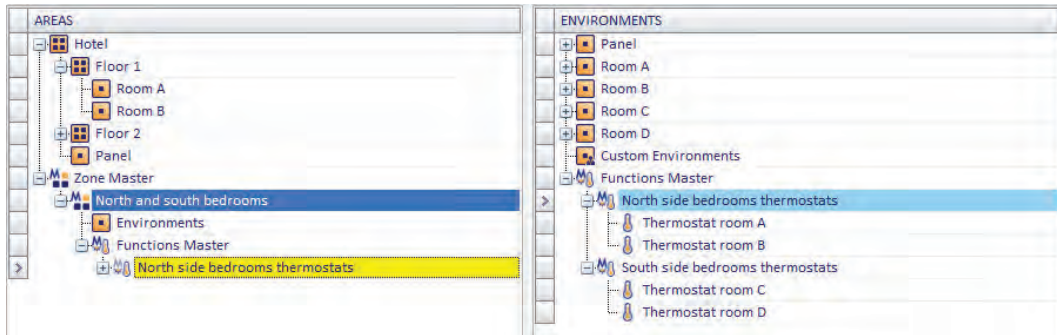 AREAS
Hotel
Floor 1
Room A
Room B
Floor 2
Panel
Zone Master
North and south bedrooms
Environments
Functions Master
North side bedrooms thermostats
ENVIRONMENTS
Panel
Room A
Room B
Room C
Room D
Custom Environments
Functions Master
North side bedrooms thermostats
Thermostat room A
Thermostat room B
South side bedrooms thermostats
Thermostat room C
Thermostat room D